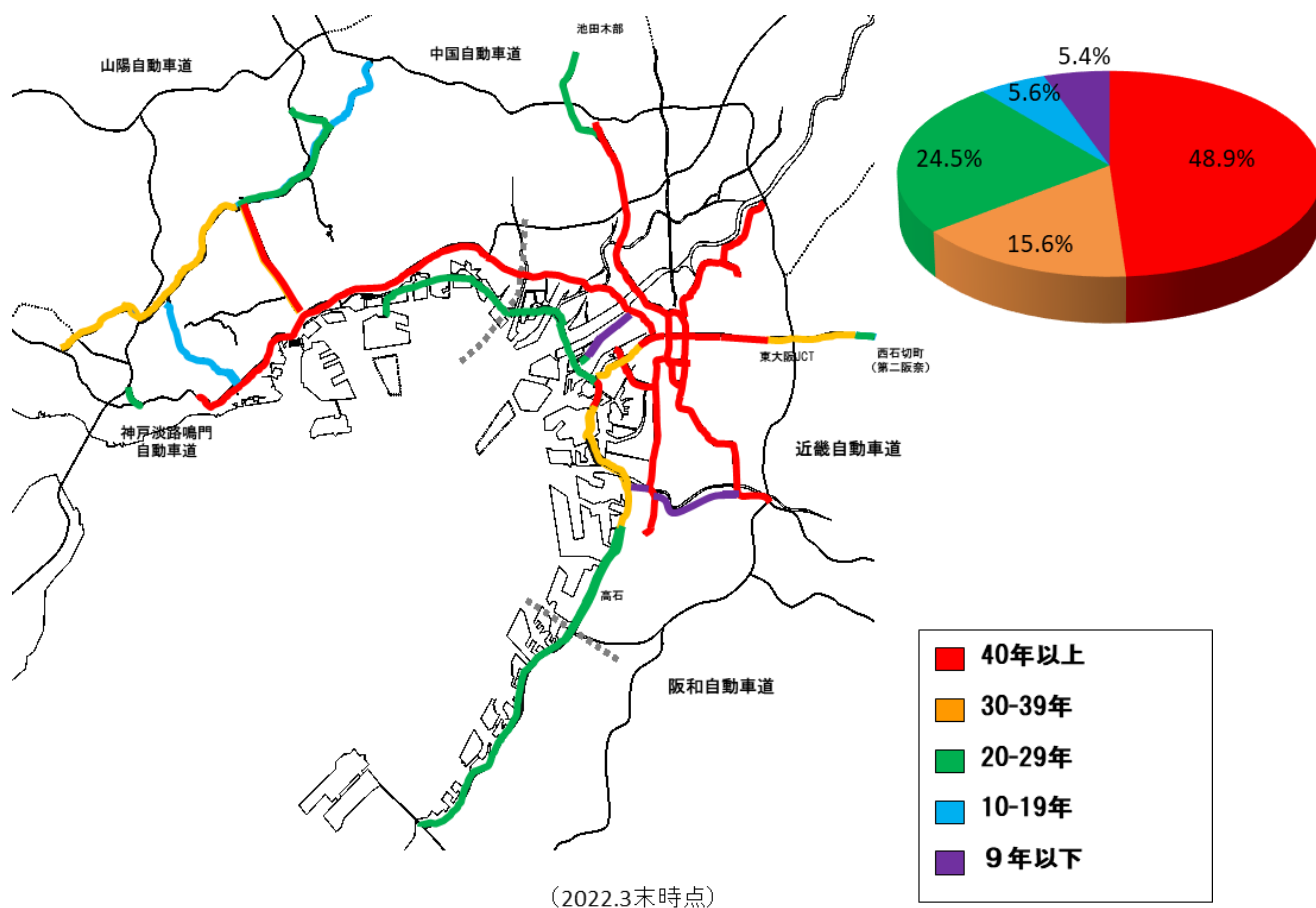 池田木部
中国自動車道
山陽自動車道
5.4%
5.6%
24.5%
48.9%
15.6%
東大阪JCT
西石切町
（第二阪奈）
神戸淡路鳴門
自動車道
近畿自動車道
高石
阪和自動車道
40年以上
30-39年
20-29年
10-19年
９年以下
（2022.3末時点）